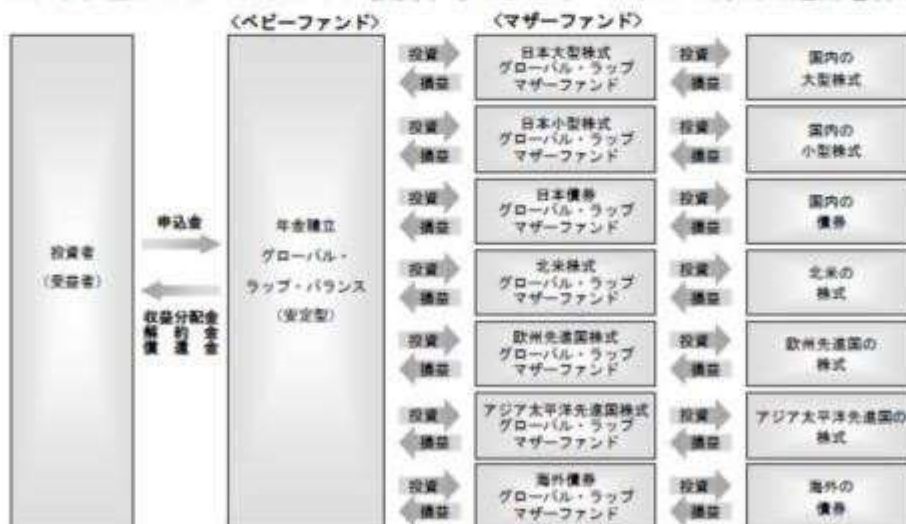 〈ベビーファンド〉
〈マザーファンド〉
投資者
(受益者)
申込金
収益分配金
解約金
償還金
年金積立
グローバル・
ラップ・バランス
(安定型)
投資
損益
日本大型株式
グローバル・ラップ
マザーファンド
投資
損益
国内の
大型株式
投資
損益
日本小型株式
グローバル・ラップ
マザーファンド
投資
損益
国内の
小型株式
投資
損益
日本債券
グローバル・ラップ
マザーファンド
投資
損益
国内の
債券
投資
損益
北米株式
グローバル・ラップ
マザーファンド
投資
損益
北米の
株式
投資
損益
欧州先進国株式
グローバル・ラップ
マザーファンド
投資
損益
欧州先進国の
株式
投資
損益
アジア太平洋先進国株式
グローバル・ラップ
マザーファンド
投資
損益
アジア太平洋先進国の
株式
投資
損益
海外債券
グローバル・ラップ
マザーファンド
投資
損益
海外の
債券